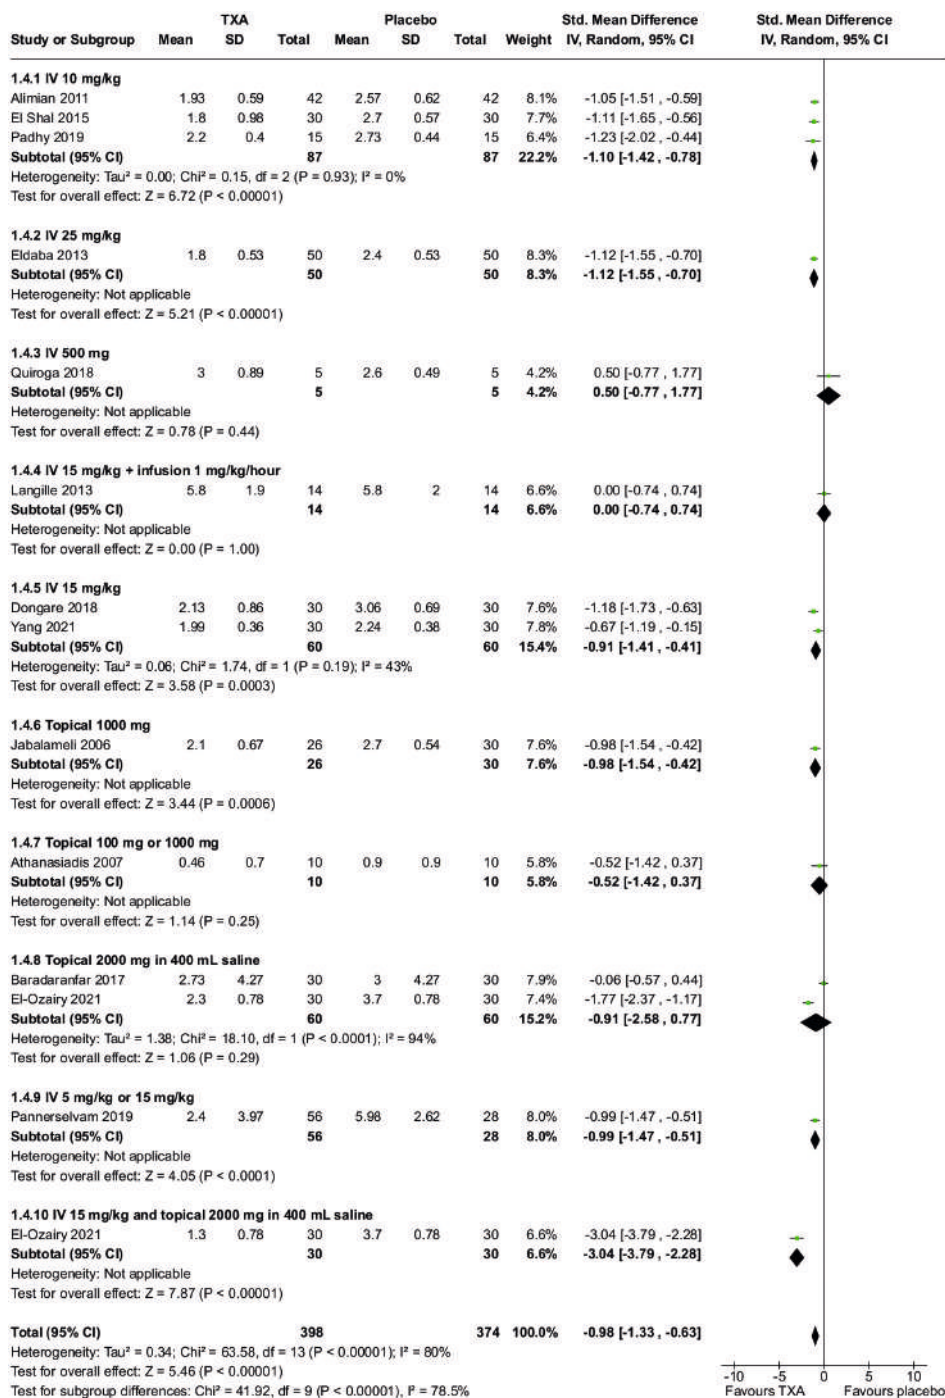 TXA Placebo Std. Mean Difference Std. Mean Difference
Study or Subgroup Mean SD Total Mean SD Total Weight IV, Random, 95% CI IV, Random, 95% CI
1.4.1 IV 10 mg/kg
Alimian 2011 1.93 0.59 42 2.57 0.62 42 8.1% -1.05 [-1.51 , -0.59]
El Shal 2015 1.8 0.98 30 2.7 0.57 30 7.7% -1.11 [-1.65 , -0.56]
Padhy 2019 2.2 0.4 15 2.73 0.44 15 6.4% -1.23 [-2.02 , -0.44]
Subtotal (95% CI) 87 87 22.2% -1.10 [-1.42 , -0.78]
Heterogeneity: Tau² = 0.00; Chi² = 0.15, df = 2 (P = 0.93); I² = 0%
Test for overall effect: Z = 6.72 (P < 0.00001)
1.4.2 IV 25 mg/kg
Eldaba 2013 1.8 0.53 50 2.4 0.53 50 8.3% -1.12 [-1.55 , -0.70]
Subtotal (95% CI) 50 50 8.3% -1.12 [-1.55 , -0.70]
Heterogeneity: Not applicable
Test for overall effect: Z = 5.21 (P < 0.00001)
1.4.3 IV 500 mg
Quiroga 2018 3 0.89 5 2.6 0.49 5 4.2% 0.50 [-0.77 , 1.77]
Subtotal (95% CI) 5 5 4.2% 0.50 [-0.77 , 1.77]
Heterogeneity: Not applicable
Test for overall effect: Z = 0.78 (P = 0.44)
1.4.4 IV 15 mg/kg + infusion 1 mg/kg/hour
Langille 2013 5.8 1.9 14 5.8 2 14 6.6% 0.00 [-0.74 , 0.74]
Subtotal (95% CI) 14 14 6.6% 0.00 [-0.74 , 0.74]
Heterogeneity: Not applicable
Test for overall effect: Z = 0.00 (P = 1.00)
1.4.5 IV 15 mg/kg
Dongare 2018 2.13 0.86 30 3.06 0.69 30 7.6% -1.18 [-1.73 , -0.63]
Yang 2021 1.99 0.36 30 2.24 0.38 30 7.8% -0.67 [-1.19 , -0.15]
Subtotal (95% CI) 60 60 15.4% -0.91 [-1.41 , -0.41]
Heterogeneity: Tau² = 0.06; Chi² = 1.74, df = 1 (P = 0.19); I² = 43%
Test for overall effect: Z = 3.58 (P = 0.0003)
1.4.6 Topical 1000 mg
Jabalameli 2006 2.1 0.67 26 2.7 0.54 30 7.6% -0.98 [-1.54 , -0.42]
Subtotal (95% CI) 26 30 7.6% -0.98 [-1.54 , -0.42]
Heterogeneity: Not applicable
Test for overall effect: Z = 3.44 (P = 0.0006)
1.4.7 Topical 100 mg or 1000 mg
Athanasiadis 2007 0.46 0.7 10 0.9 0.9 10 5.8% -0.52 [-1.42 , 0.37]
Subtotal (95% CI) 10 10 5.8% -0.52 [-1.42 , 0.37]
Heterogeneity: Not applicable
Test for overall effect: Z = 1.14 (P = 0.25)
1.4.8 Topical 2000 mg in 400 mL saline
Baradaranfar 2017 2.73 4.27 30 3 4.27 30 7.9% -0.06 [-0.57 , 0.44]
El-Ozairy 2021 2.3 0.78 30 3.7 0.78 30 7.4% -1.77 [-2.37 , -1.17]
Subtotal (95% CI) 60 60 15.2% -0.91 [-2.58 , 0.77]
Heterogeneity: Tau² = 1.38; Chi² = 18.10, df = 1 (P < 0.0001); I² = 94%
Test for overall effect: Z = 1.06 (P = 0.29)
1.4.9 IV 5 mg/kg or 15 mg/kg
Pannerselvam 2019 2.4 3.97 56 5.98 2.62 28 8.0% -0.99 [-1.47 , -0.51]
Subtotal (95% CI) 56 28 8.0% -0.99 [-1.47 , -0.51]
Heterogeneity: Not applicable
Test for overall effect: Z = 4.05 (P < 0.0001)
1.4.10 IV 15 mg/kg and topical 2000 mg in 400 mL saline
El-Ozairy 2021 1.3 0.78 30 3.7 0.78 30 6.6% -3.04 [-3.79 , -2.28]
Subtotal (95% CI) 30 30 6.6% -3.04 [-3.79 , -2.28]
Heterogeneity: Not applicable
Test for overall effect: Z = 7.87 (P < 0.00001)
Total (95% CI) 398 374 100.0% -0.98 [-1.33 , -0.63]
Heterogeneity: Tau² = 0.34; Chi² = 63.58, df = 13 (P < 0.00001); I² = 80%
Test for overall effect: Z = 5.46 (P < 0.00001)
Test for subgroup differences: Chi² = 41.92, df = 9 (P < 0.00001), I² = 78.5%
-10 -5 0 5 10
Favours TXA Favours placebo